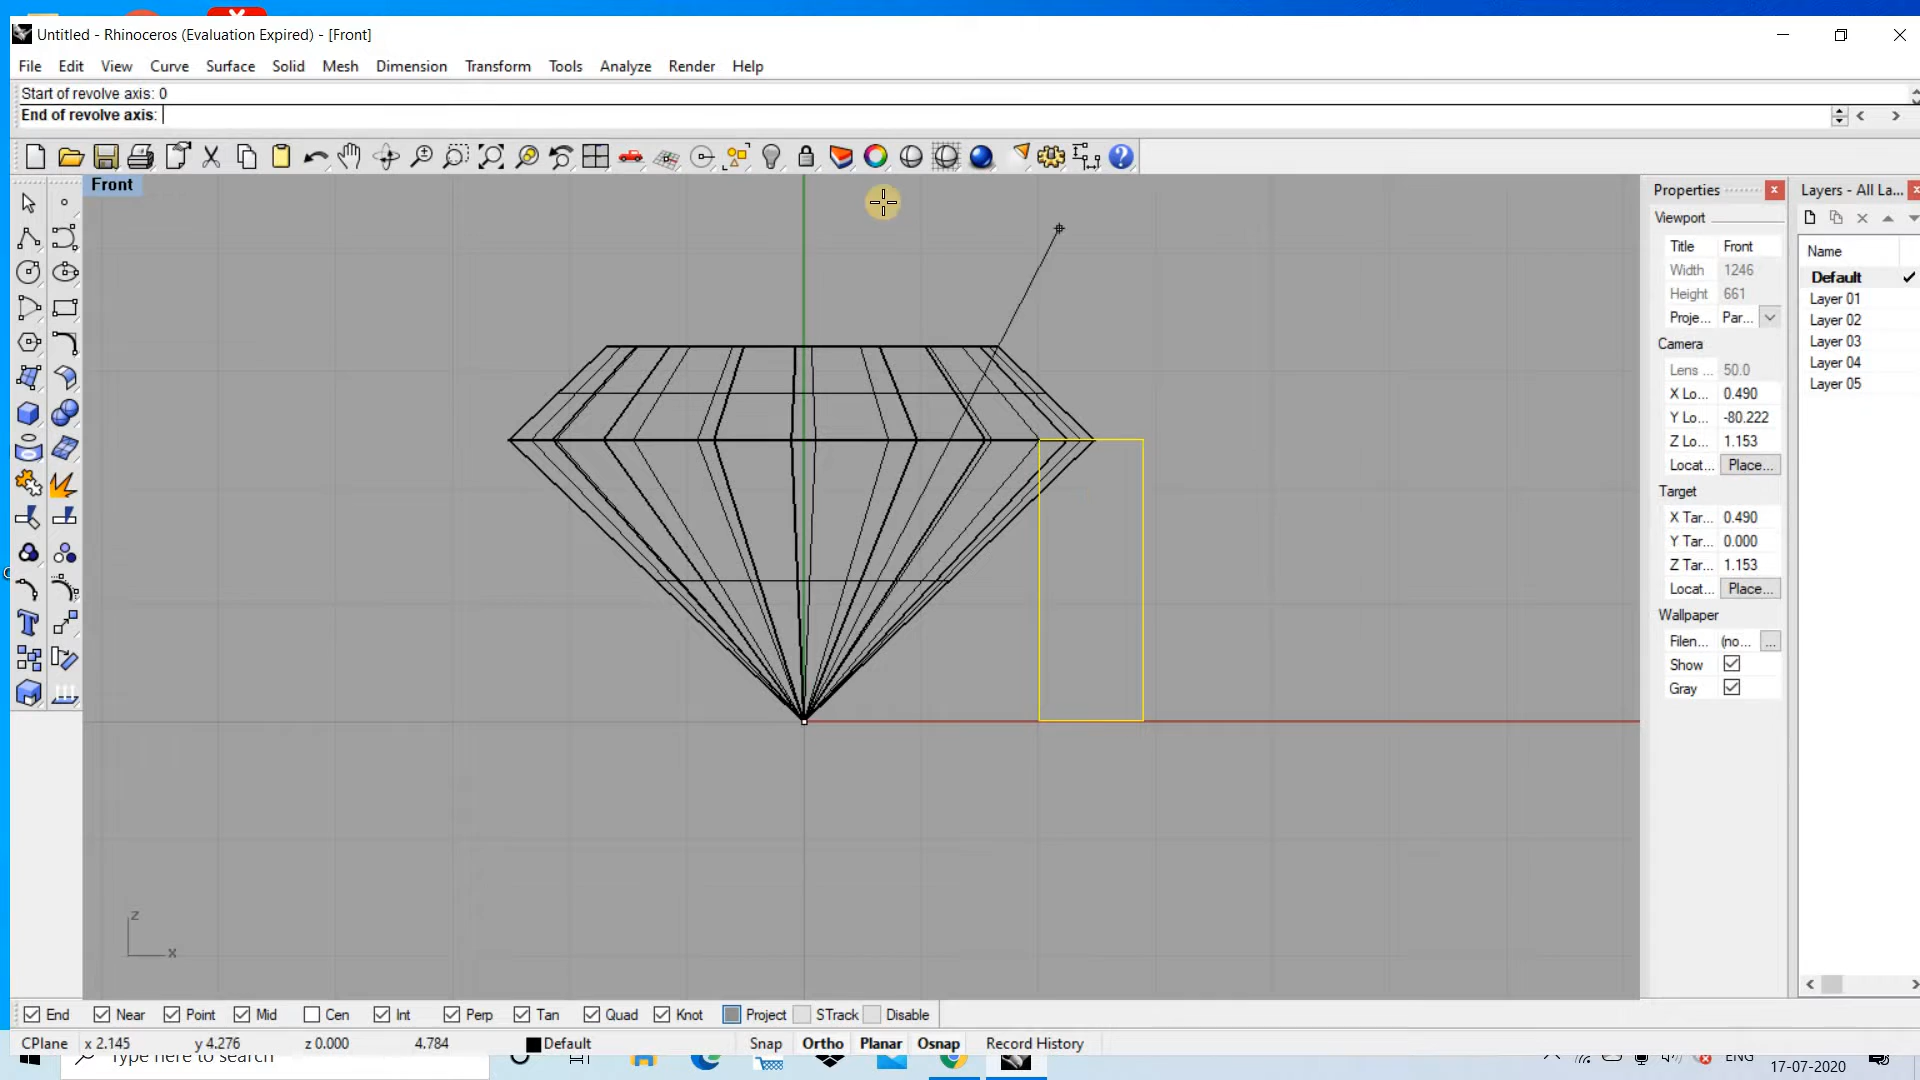 Untitled - Rhinoceros (Evaluation Expired) - [Front]
File Edit View Curve Surface Solid Mesh Dimension Transform Tools Analyze Render Help
Start of revolve axis: 0
End of revolve axis:
Front
Properties
Viewport
Title Front
Width 1246
Height 661
Proje... Par...
Camera
Lens ... 50.0
X Lo... 0.490
Y Lo... -80.222
Z Lo... 1.153
Locat... Place...
Target
X Tar... 0.490
Y Tar... 0.000
Z Tar... 1.153
Locat... Place...
Wallpaper
Filen... (no... ...
Show
Gray
Layers - All La...
Name
Default
Layer 01
Layer 02
Layer 03
Layer 04
Layer 05
z
x
End Near Point Mid Cen Int Perp Tan Quad Knot Project STrack Disable
CPlane x 2.145 y 4.276 z 0.000 4.784 Default Snap Ortho Planar Osnap Record History
Type here to search
ENG
17-07-2020